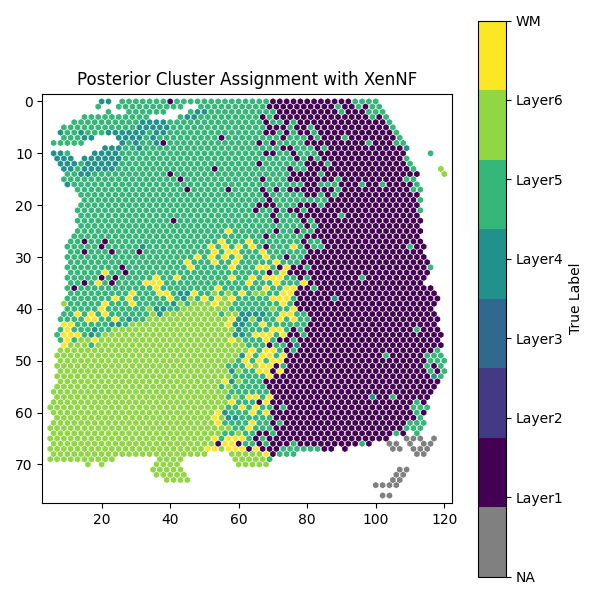 Posterior Cluster Assignment with XenNF
0
10
20
30
40
50
60
70
20
40
60
80
100
120
WM
Layer6
Layer5
Layer4
Layer3
Layer2
Layer1
NA
True Label